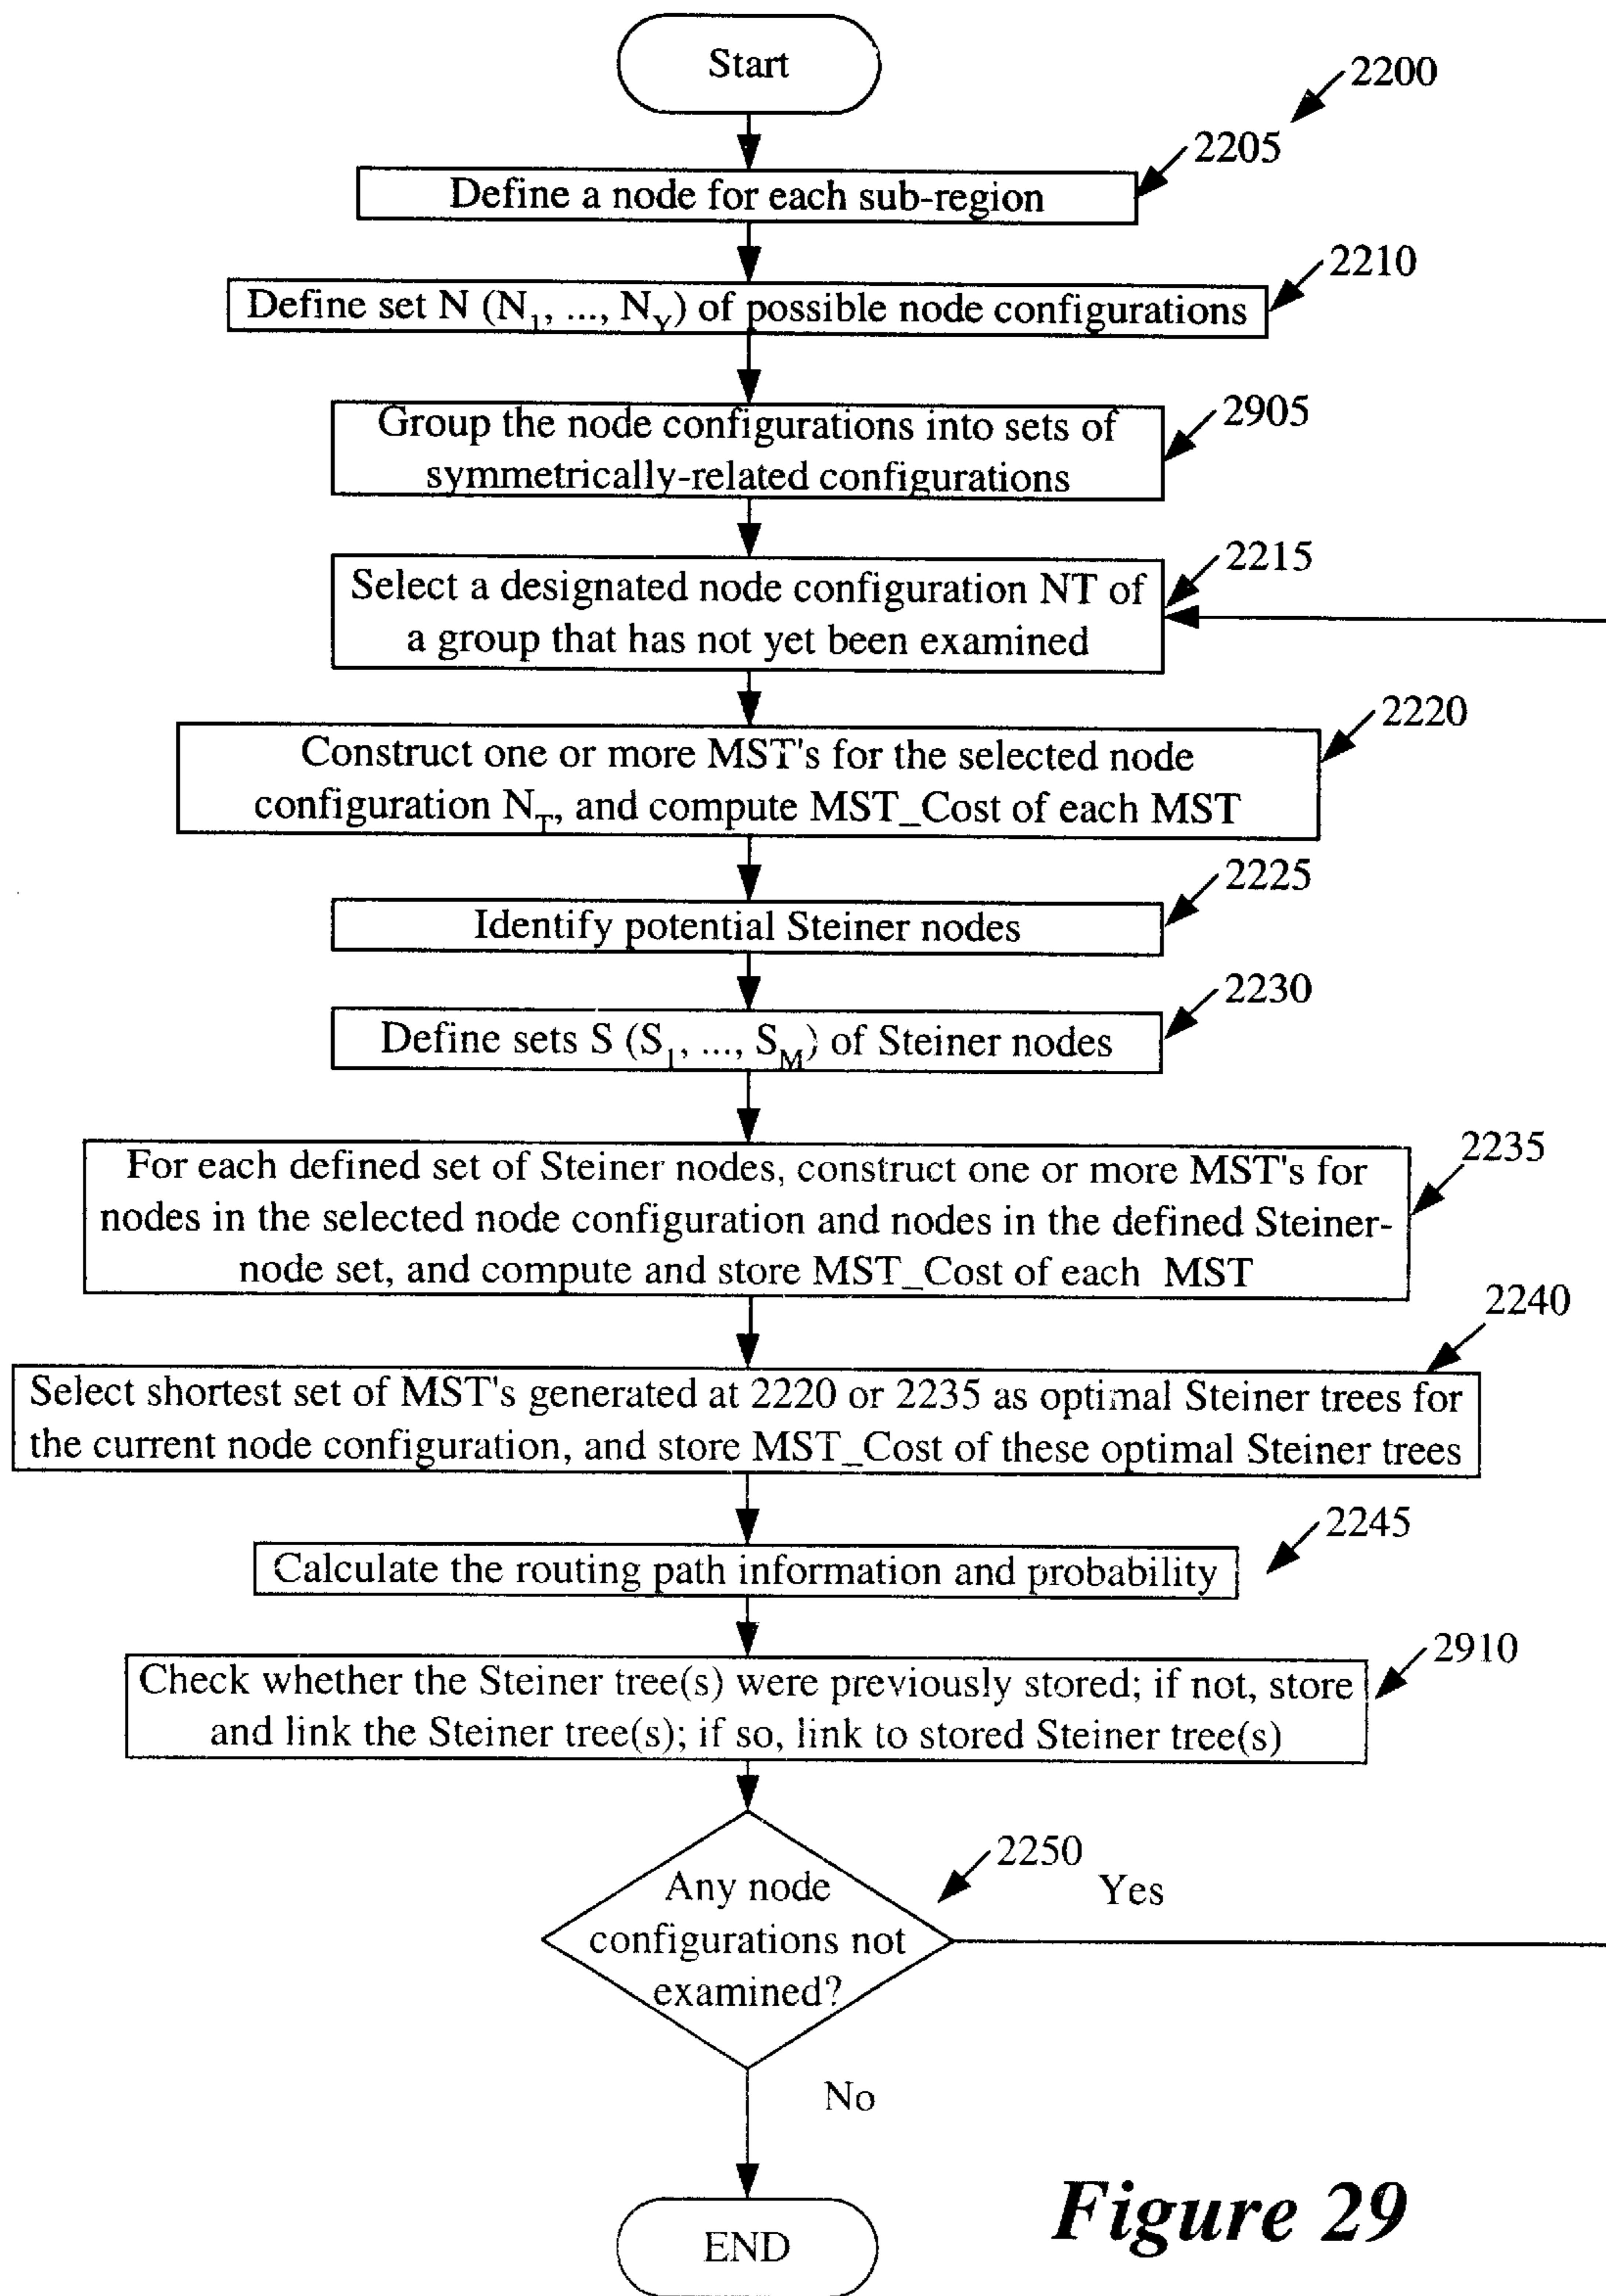 Start
2200
2205
Define a node for each sub-region
2210
Define set N (N1, ..., NY) of possible node configurations
2905
Group the node configurations into sets of
symmetrically-related configurations
2215
Select a designated node configuration NT of
a group that has not yet been examined
2220
Construct one or more MST's for the selected node
configuration NT, and compute MST_Cost of each MST
2225
Identify potential Steiner nodes
2230
Define sets S (S1, ..., SM) of Steiner nodes
2235
For each defined set of Steiner nodes, construct one or more MST's for
nodes in the selected node configuration and nodes in the defined Steiner-
node set, and compute and store MST_Cost of each MST
2240
Select shortest set of MST's generated at 2220 or 2235 as optimal Steiner trees for
the current node configuration, and store MST_Cost of these optimal Steiner trees
2245
Calculate the routing path information and probability
2910
Check whether the Steiner tree(s) were previously stored; if not, store
and link the Steiner tree(s); if so, link to stored Steiner tree(s)
2250
Yes
Any node
configurations not
examined?
No
END
Figure 29